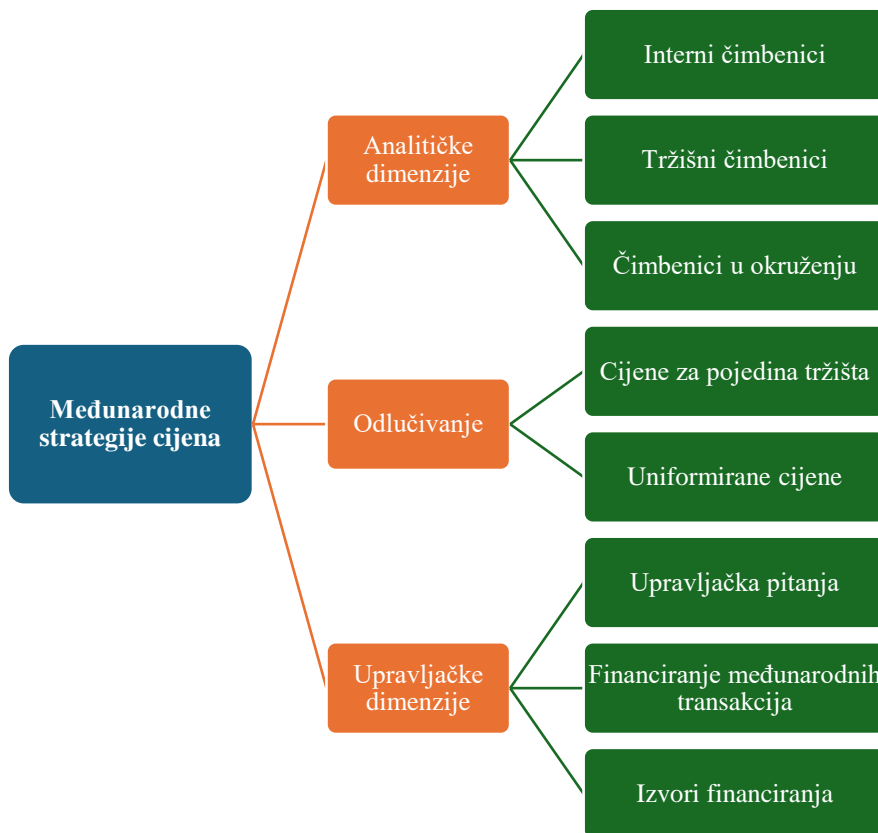 Međunarodne
strategije cijena
Analitičke
dimenzije
Interni čimbenici
Tržišni čimbenici
Čimbenici u okruženju
Odlučivanje
Cijene za pojedina tržišta
Uniformirane cijene
Upravljačke
dimenzije
Upravljačka pitanja
Financiranje međunarodnih
transakcija
Izvori financiranja